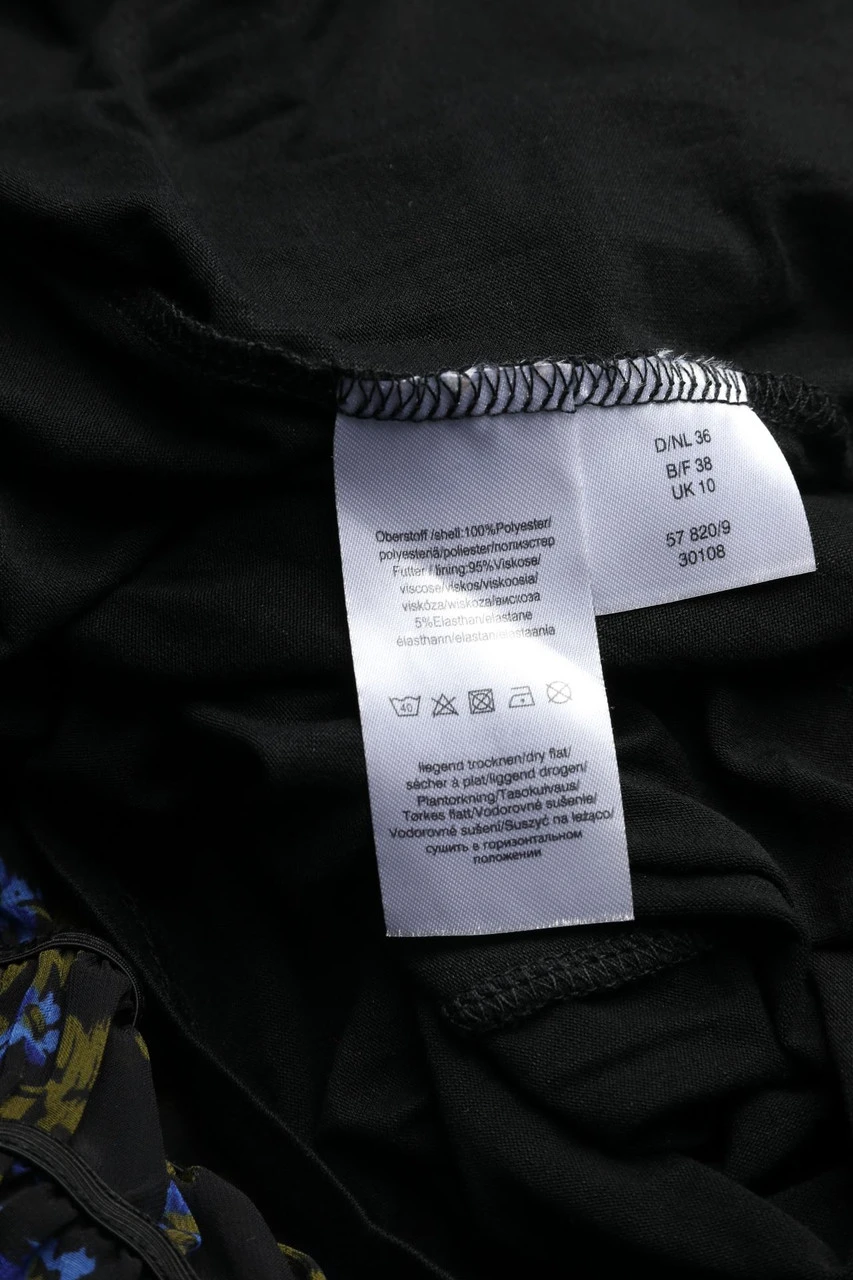 Oberstoff /shell:100%Polyester/
polyesteriä/poliester/полиэстер
Futter / lining:95%Viskose/
viscose/viskos/viskoosia/
viskóza/wiskoza/вискоза
5%Elasthan/elastane
élasthann/elastan/elastaania
40
liegend trocknen/dry flat/
sécher à plat/liggend drogen/
Plantorkning/Tasokuivaus/
Tørkes flatt/Vodorovné sušenie/
Vodorovné sušení/Suszyć na leżąco/
сушить в горизонтальном
положении
D/NL 36
B/F 38
UK 10
57 820/9
30108